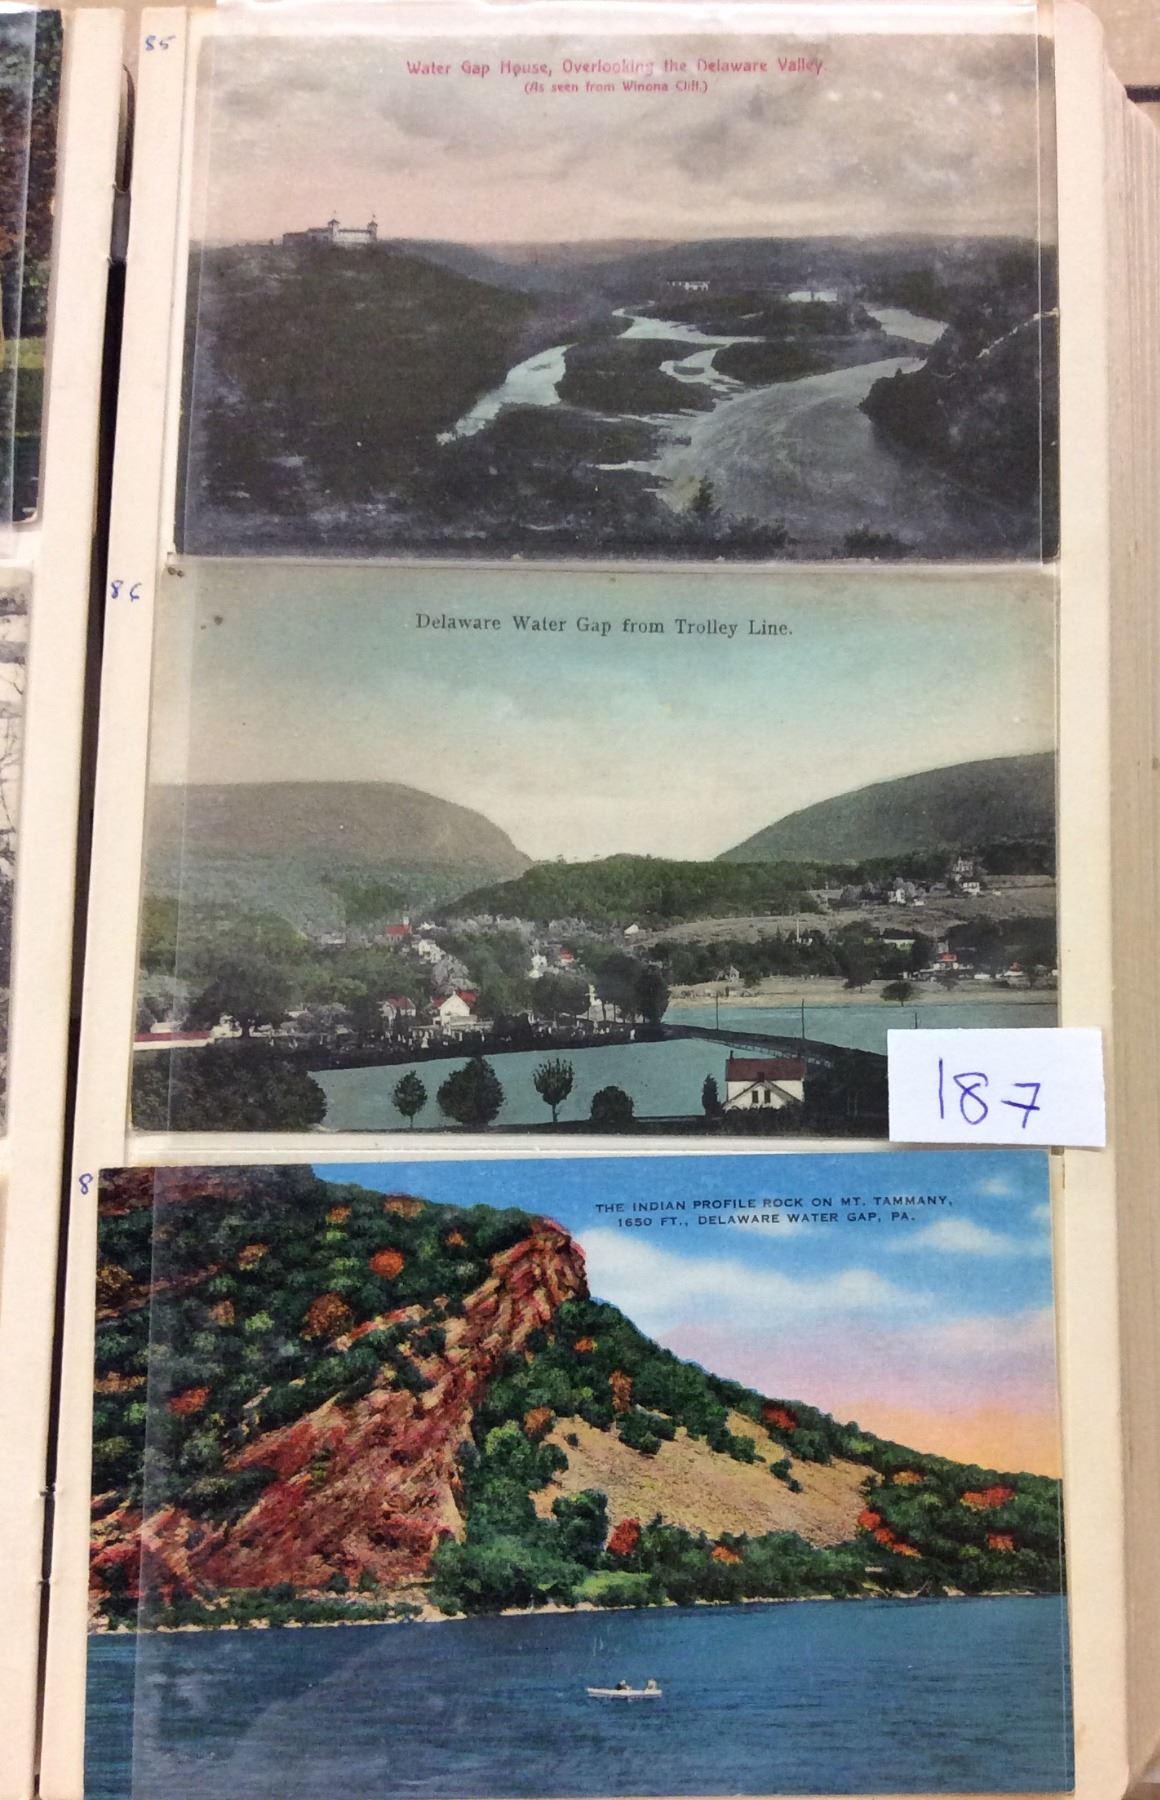 85
Water Gap House, Overlooking the Delaware Valley.
(As seen from Winona Cliff.)
86
Delaware Water Gap from Trolley Line.
187
8
THE INDIAN PROFILE ROCK ON MT. TAMMANY,
1650 FT., DELAWARE WATER GAP, PA.